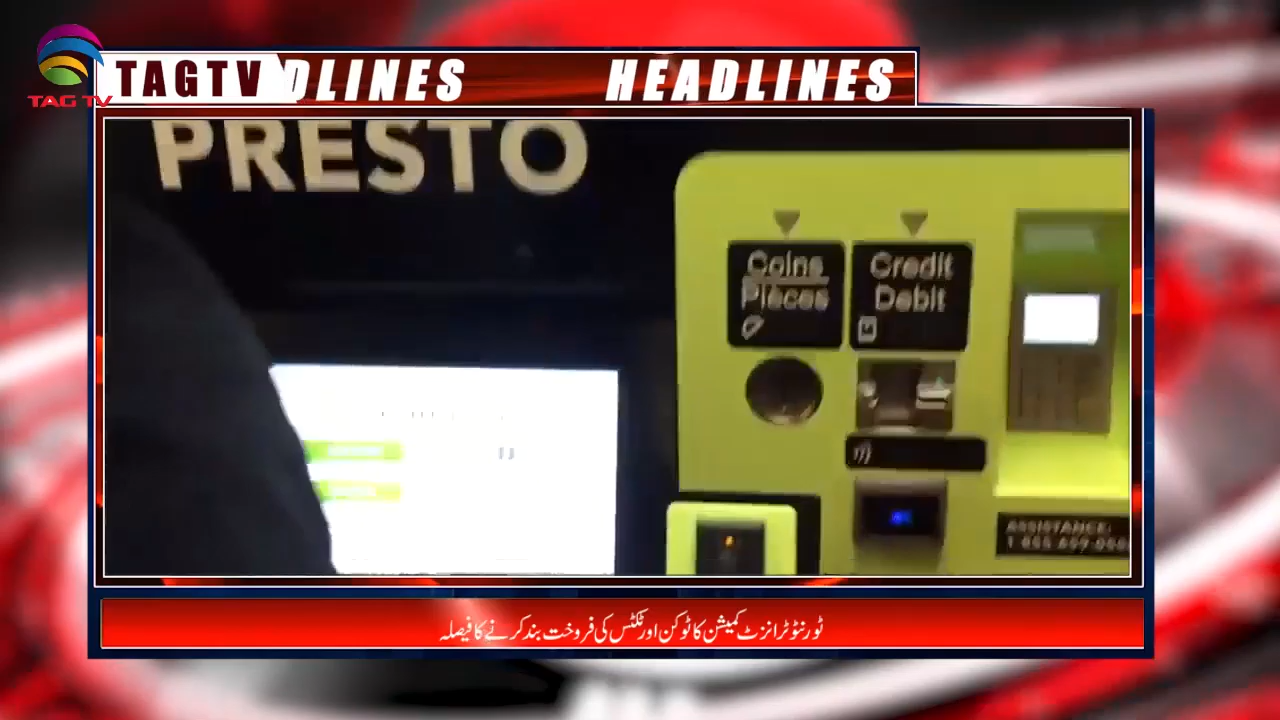 TAGTV
DLINES
HEADLINES
TAG TV
PRESTO
Coins
Pièces
Credit
Debit
ASSISTANCE:
ٹورنٹو ٹرانزٹ کمیشن کا ٹوکن اور ٹکٹس کی فروخت بند کرنے کا فیصلہ